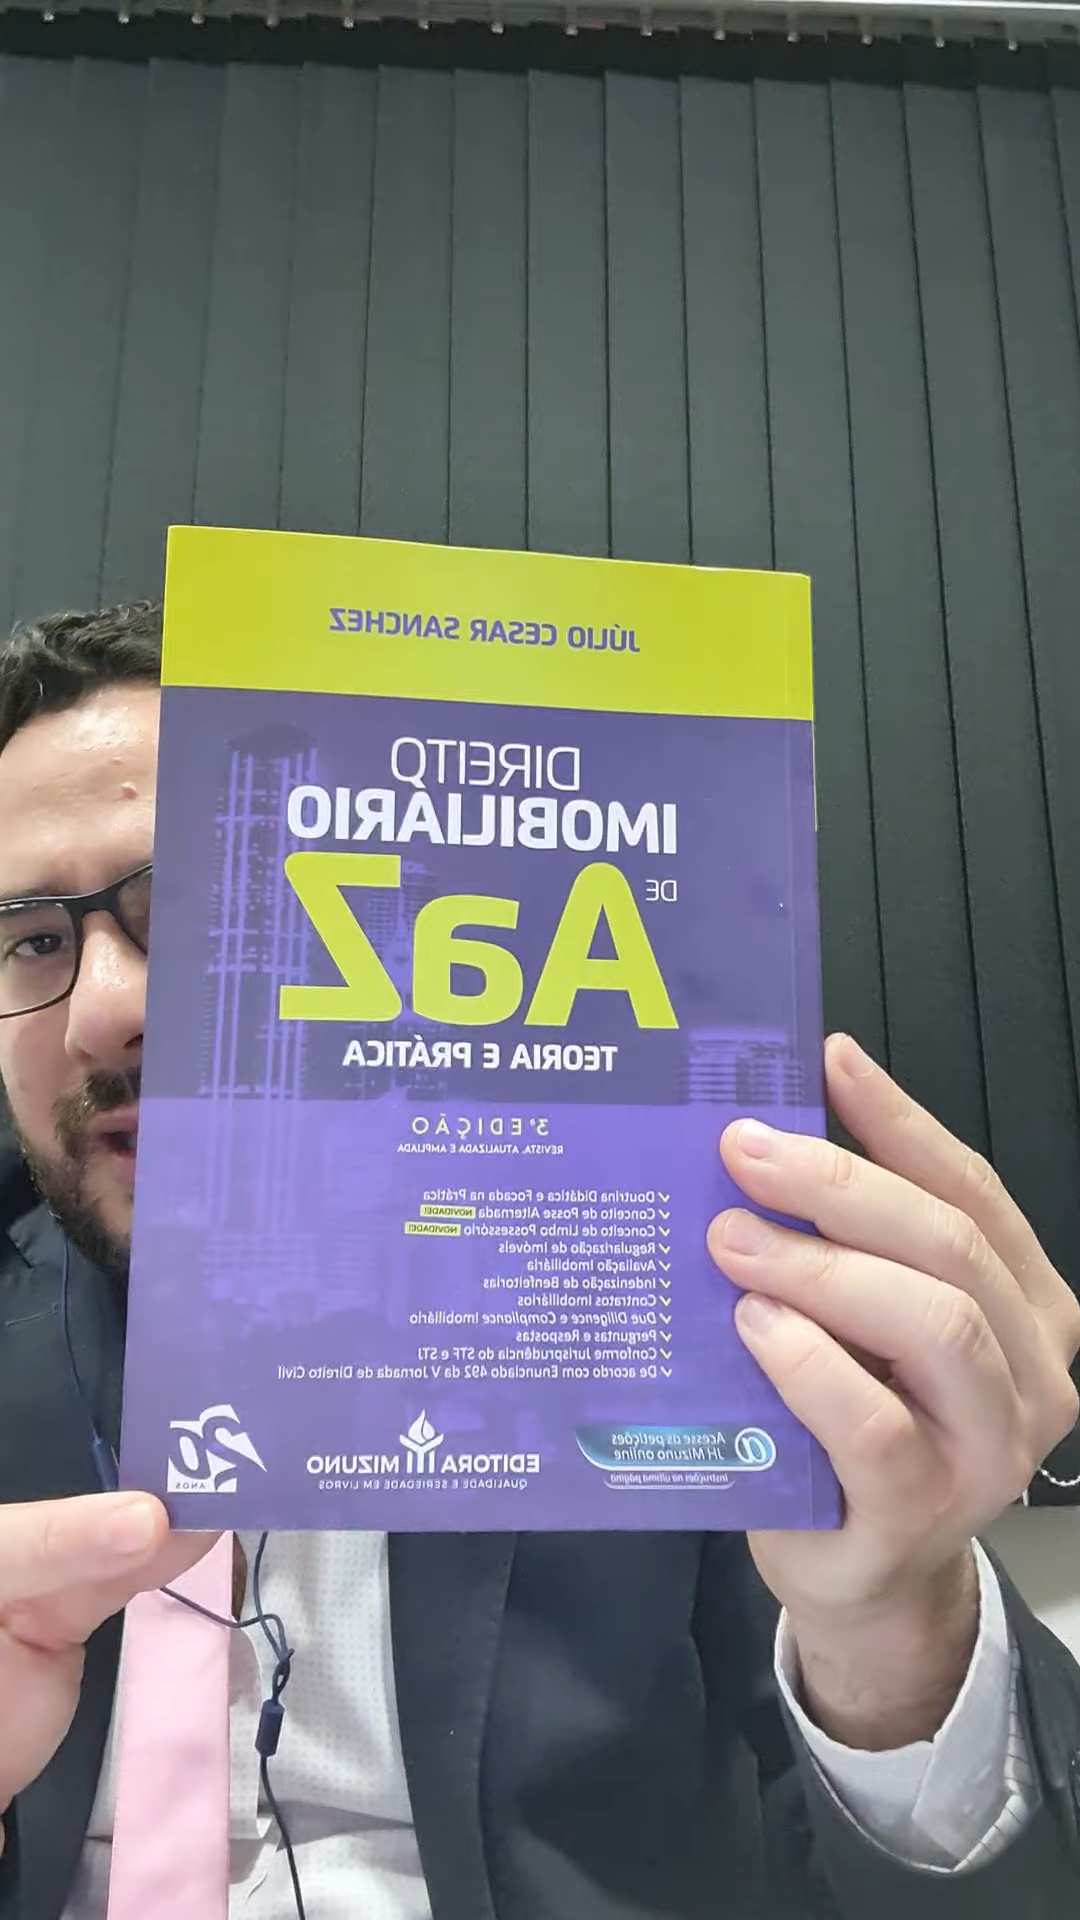 JÚLIO CESAR SANCHEZ
DIREITO
IMOBILIÁRIO
DE
AaZ
TEORIA E PRÁTICA
3ª EDIÇÃO
REVISTA, ATUALIZADA E AMPLIADA
✓ Doutrina Didática e Focada na Prática
✓ Conceito de Posse Alternada NOVIDADE!
✓ Conceito de Limbo Possessório NOVIDADE!
✓ Regularização de Imóveis
✓ Avaliação Imobiliária
✓ Indenização de Benfeitorias
✓ Contratos Imobiliários
✓ Due Diligence e Compliance Imobiliário
✓ Perguntas e Respostas
✓ Conforme Jurisprudência do STF e STJ
✓ De acordo com Enunciado 492 da V Jornada de Direito Civil
@ Acesse as petições
JH Mizuno online
Instruções na última página
EDITORA MIZUNO
QUALIDADE E SERIEDADE EM LIVROS
20
ANOS